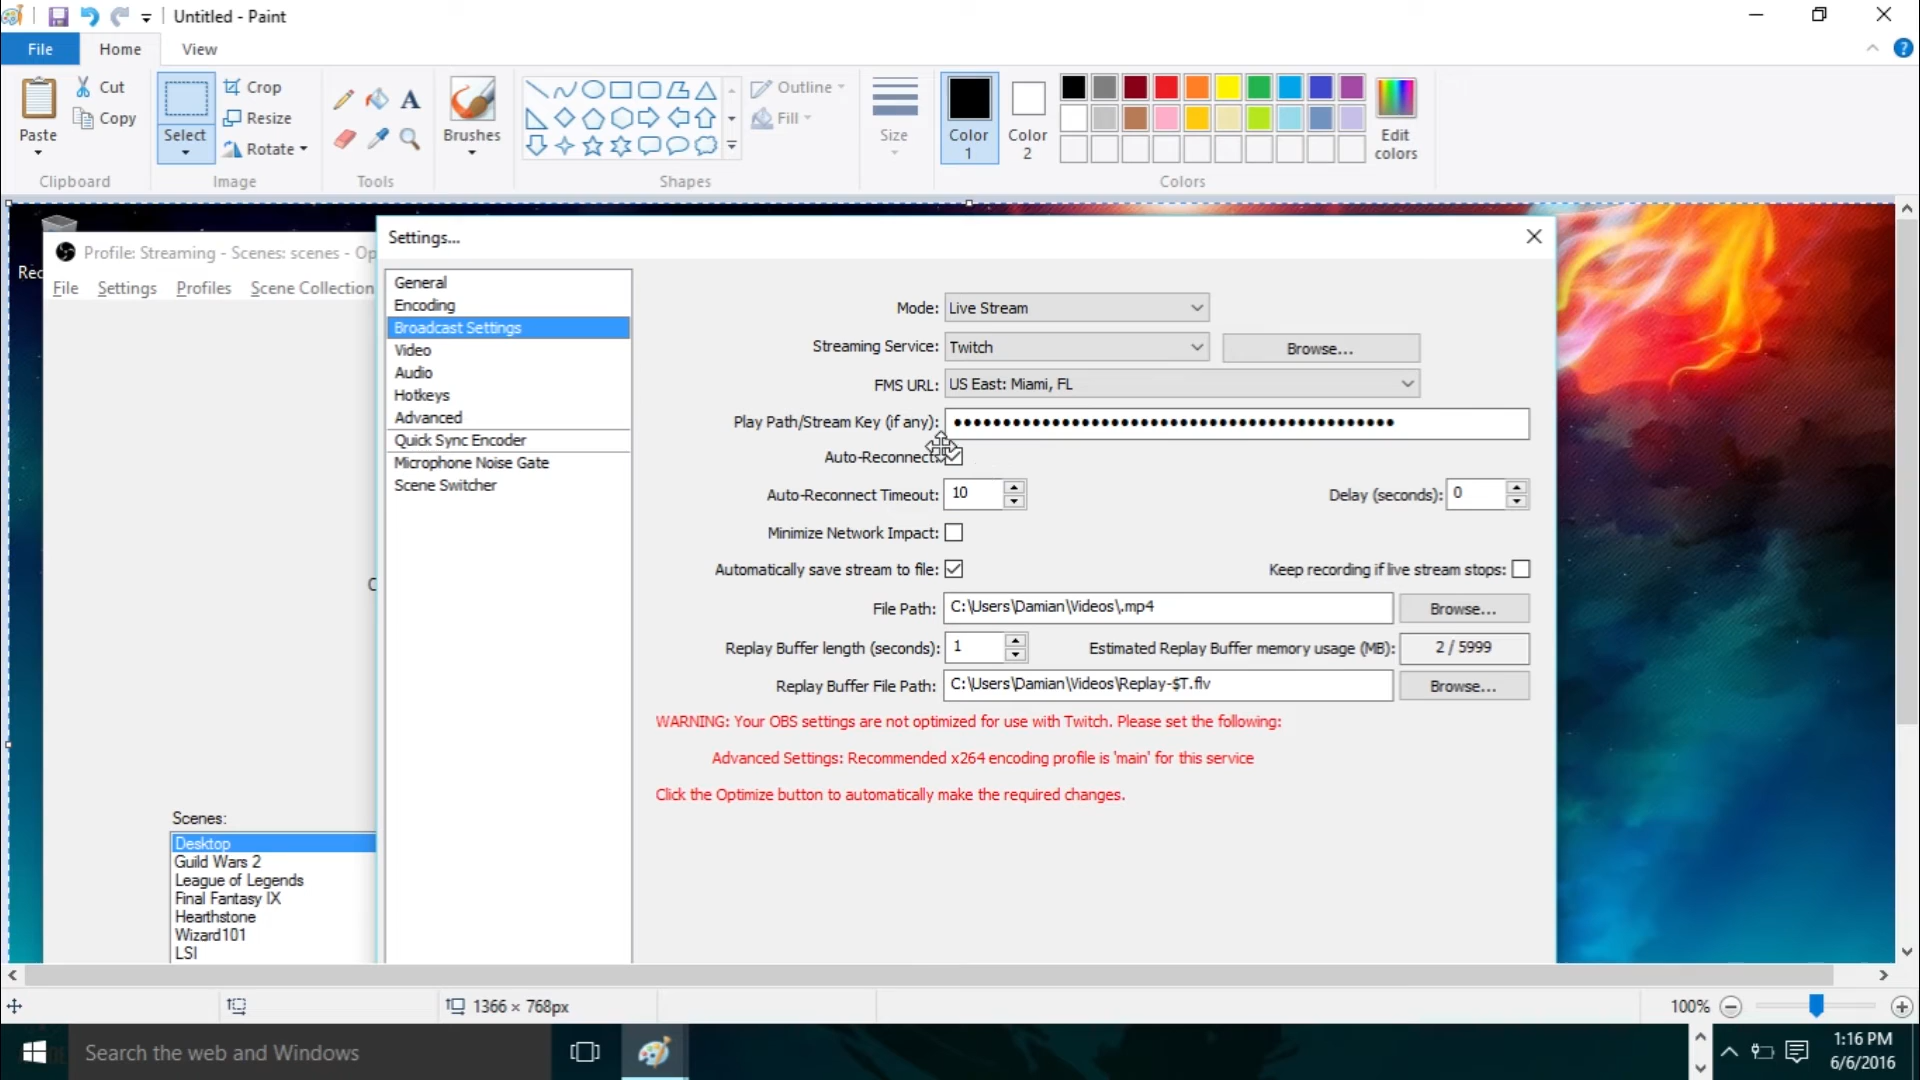 Untitled - Paint
File
Home
View
Paste
Cut
Copy
Clipboard
Select
Crop
Resize
Rotate
Image
Tools
Brushes
Shapes
Outline
Fill
Size
Color 1
Color 2
Edit colors
Colors
Rec
Profile: Streaming - Scenes: scenes - Op
File Settings Profiles Scene Collection
Settings...
General
Encoding
Broadcast Settings
Video
Audio
Hotkeys
Advanced
Quick Sync Encoder
Microphone Noise Gate
Scene Switcher
Mode: Live Stream
Streaming Service: Twitch Browse...
FMS URL: US East: Miami, FL
Play Path/Stream Key (if any):
Auto-Reconnect:
Auto-Reconnect Timeout: 10 Delay (seconds): 0
Minimize Network Impact:
Automatically save stream to file: Keep recording if live stream stops:
File Path: C:\Users\Damian\Videos\.mp4 Browse...
Replay Buffer length (seconds): 1 Estimated Replay Buffer memory usage (MB): 2 / 5999
Replay Buffer File Path: C:\Users\Damian\Videos\Replay-$T.flv Browse...
WARNING: Your OBS settings are not optimized for use with Twitch. Please set the following:
Advanced Settings: Recommended x264 encoding profile is 'main' for this service
Click the Optimize button to automatically make the required changes.
Scenes:
Desktop
Guild Wars 2
League of Legends
Final Fantasy IX
Hearthstone
Wizard101
LSI
1366 × 768px
100%
Search the web and Windows
1:16 PM
6/6/2016